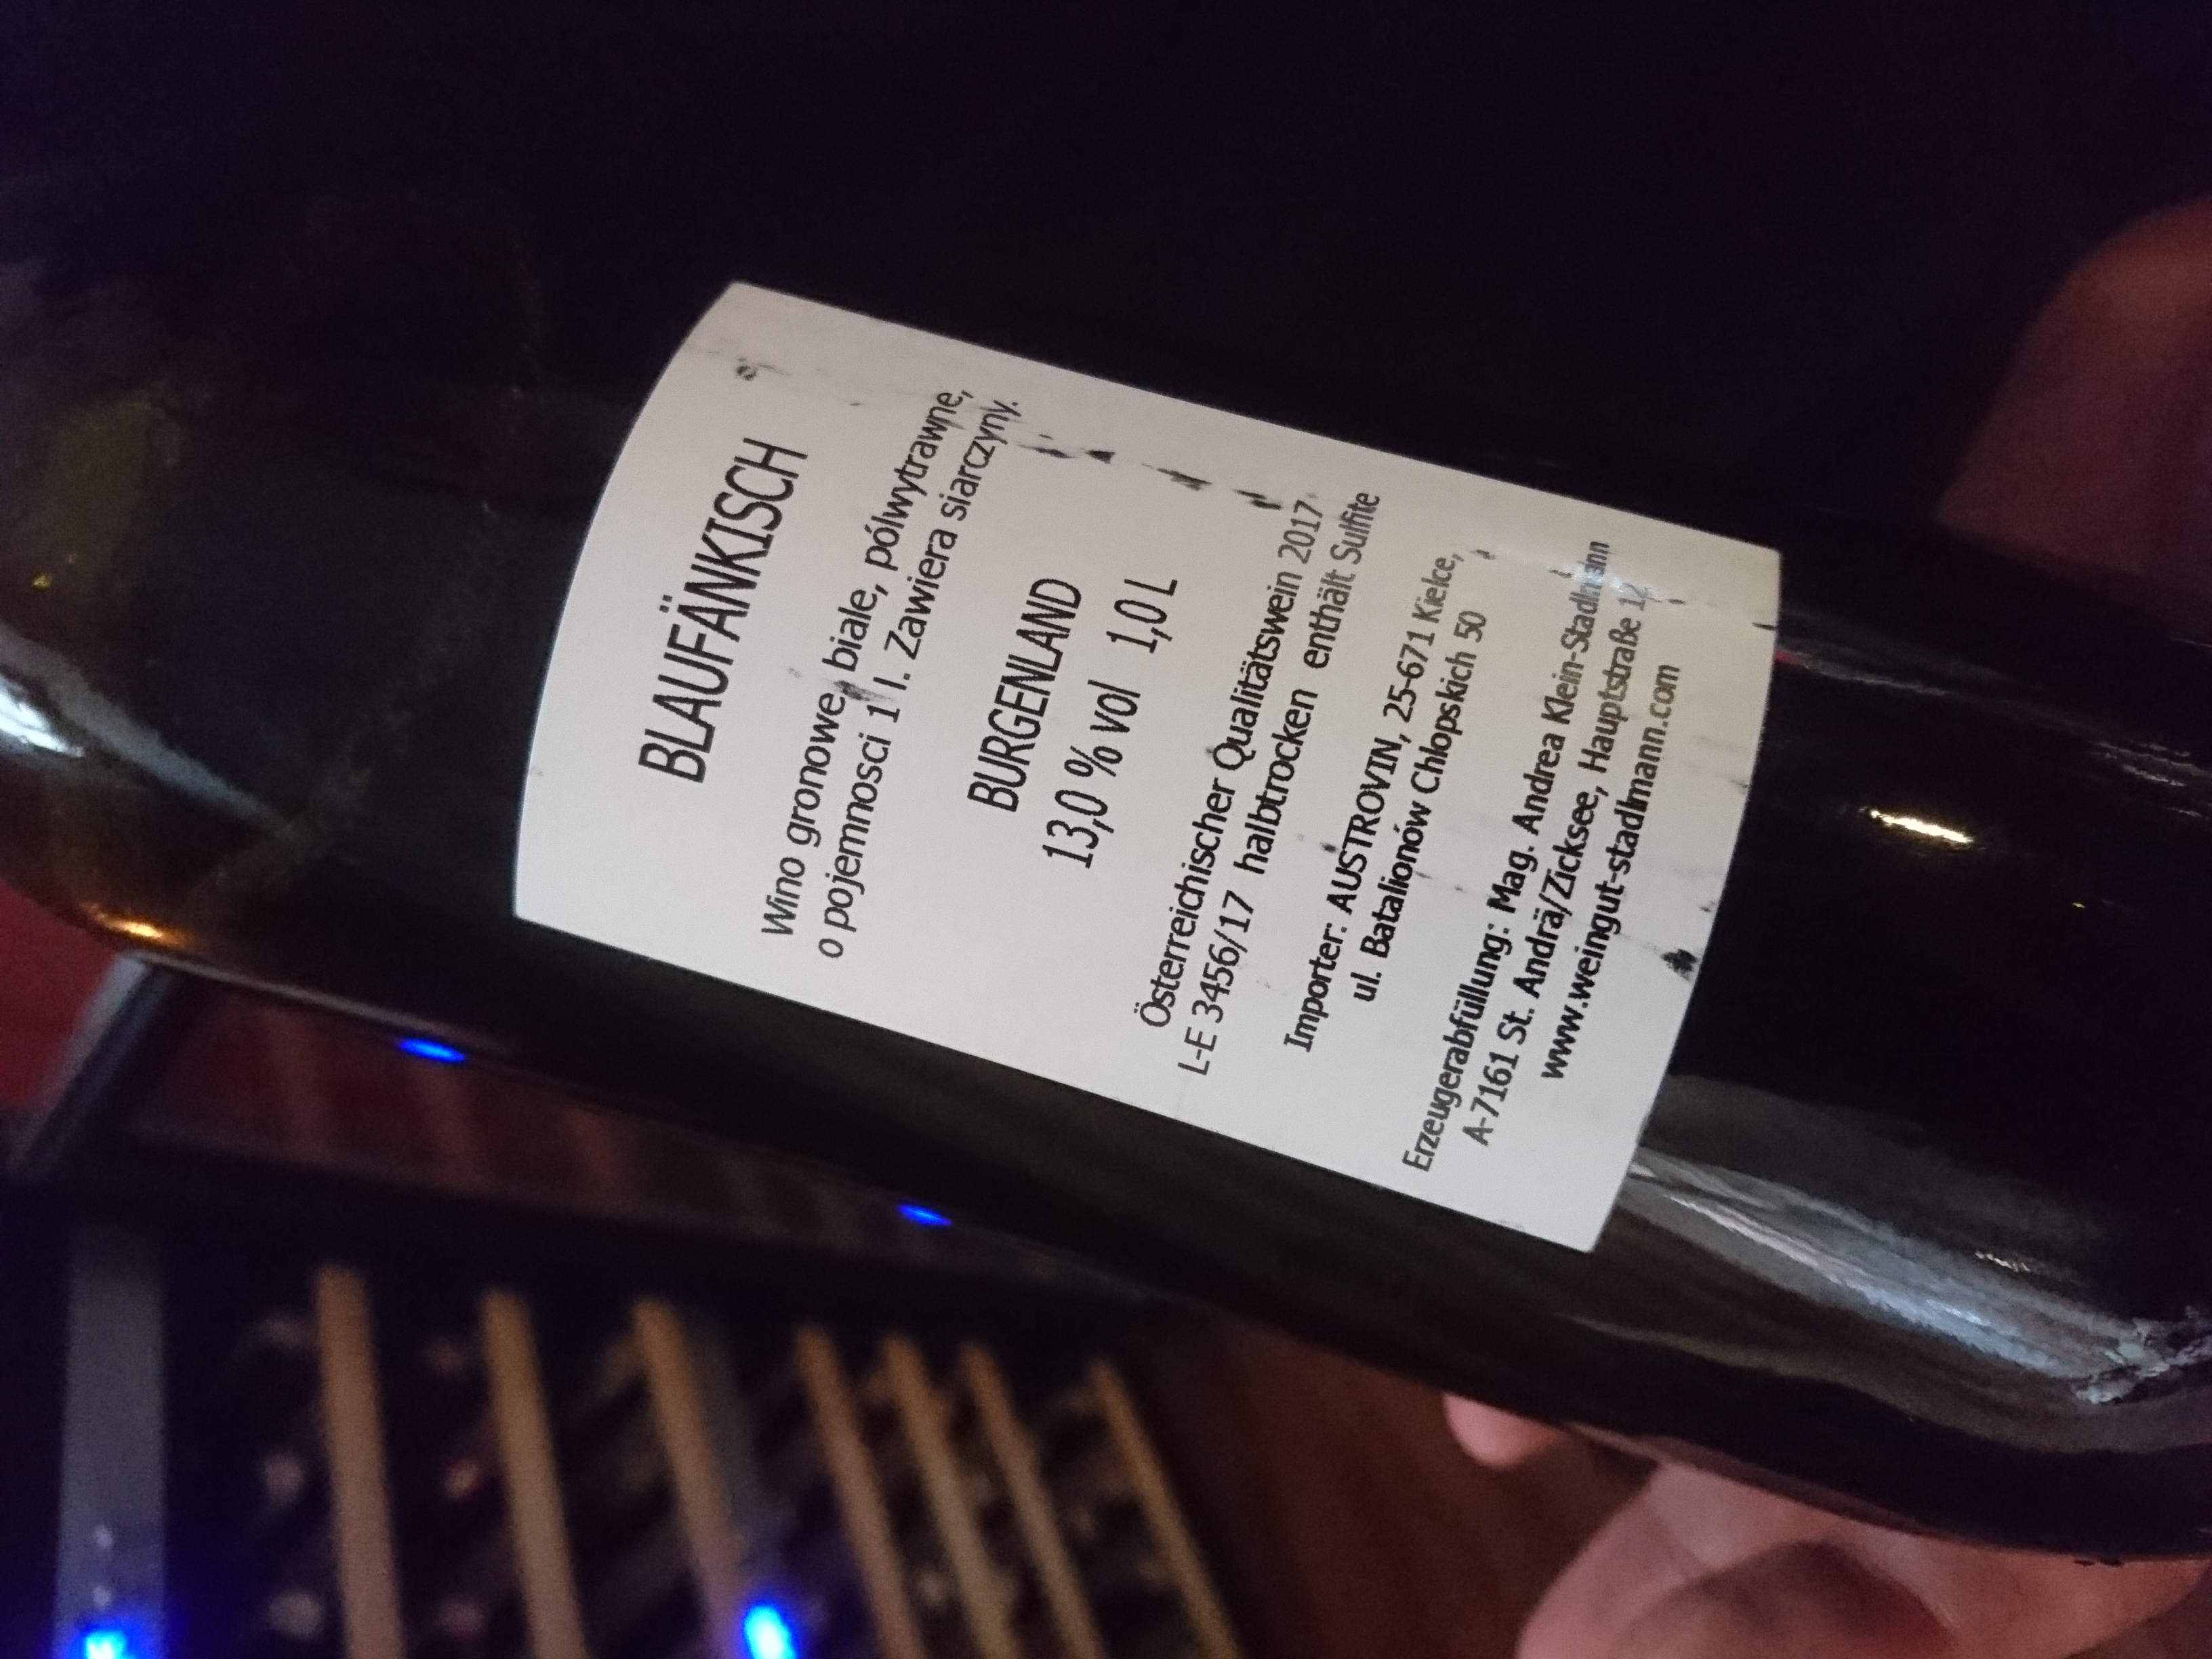 BLAUFÄNKISCH
Wino gronowe, biale, pólwytrawne,
o pojemnosci 1 l. Zawiera siarczyny.
BURGENLAND
13,0 % vol 1,0 L
Österreichischer Qualitätswein 2017
L-E 3456/17 halbtrocken enthält Sulfite
Importer: AUSTROVIN, 25-671 Kielce,
ul. Batalionów Chlopskich 50
Erzeugerabfüllung: Mag. Andrea Klein-Stadlmann
A-7161 St. Andrä/Zicksee, Hauptstraße 12
www.weingut-stadlmann.com